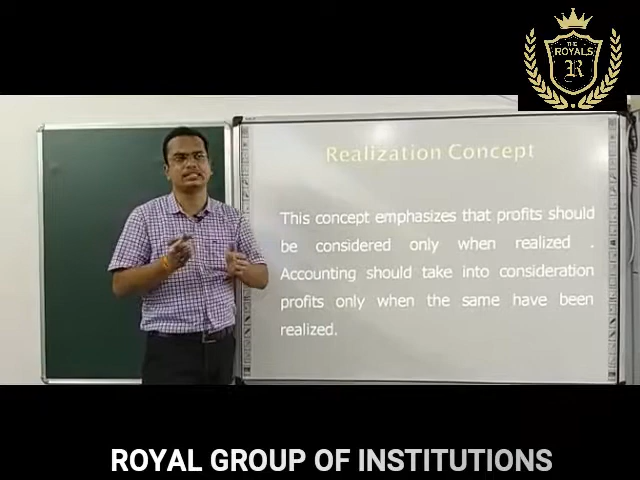 THE
ROYALS
R
Realization Concept
This concept emphasizes that profits should
be considered only when realized .
Accounting should take into consideration
profits only when the same have been
realized.
ROYAL GROUP OF INSTITUTIONS